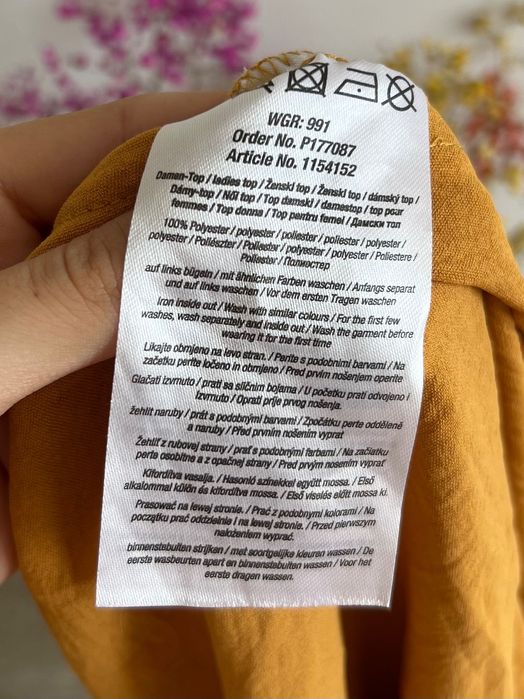 WGR: 991
Order No. P177087
Article No. 1154152
Damen-Top / ladies top / Ženski top / Ženski top / dámský top /
Dámy-top / Női top / Top damski / damestop / top pour
femmes / Top donna / Top pentru femei / Дамски топ
100% Polyester / polyester / poliester / poliester / polyester /
polyester / Poliészter / Poliester / polyester / polyester / Poliestere /
Poliester / Полиестер
auf links bügeln / mit ähnlichen Farben waschen / Anfangs separat
und auf links waschen / Vor dem ersten Tragen waschen
Iron inside out / Wash with similar colours / For the first few
washes, wash separately and inside out / Wash the garment before
wearing it for the first time
Likajte obrnjeno na levo stran. / Perite s podobnimi barvami / Na
začetku perite ločeno in obrnjeno / Pred prvim nošenjem operite
Glačati izvrnuto / prati sa sličnim bojama / U početku prati odvojeno i
izvrnuto / Oprati prije prvog nošenja.
žehlit naruby / prát s podobnými barvami / Zpočátku perte odděleně
a naruby / Před prvním nošením vyprat
Žehliť z rubovej strany / prať s podobnými farbami / Na začiatku
perte osobitne a z opačnej strany / Pred prvým nosením vyprať
Kifordítva vasalja. / Hasonló színekkel együtt mossa. / Első
alkalommal külön és kifordítva mossa. / Első viselés előtt mossa ki.
Prasować na lewej stronie. / Prać z podobnymi kolorami / Na
początku prać oddzielnie i na lewej stronie. / Przed pierwszym
nałożeniem wyprać.
binnenstebuiten strijken / met soortgelijke kleuren wassen / De
eerste wasbeurten apart en binnenstebuiten wassen / Voor het
eerste dragen wassen.